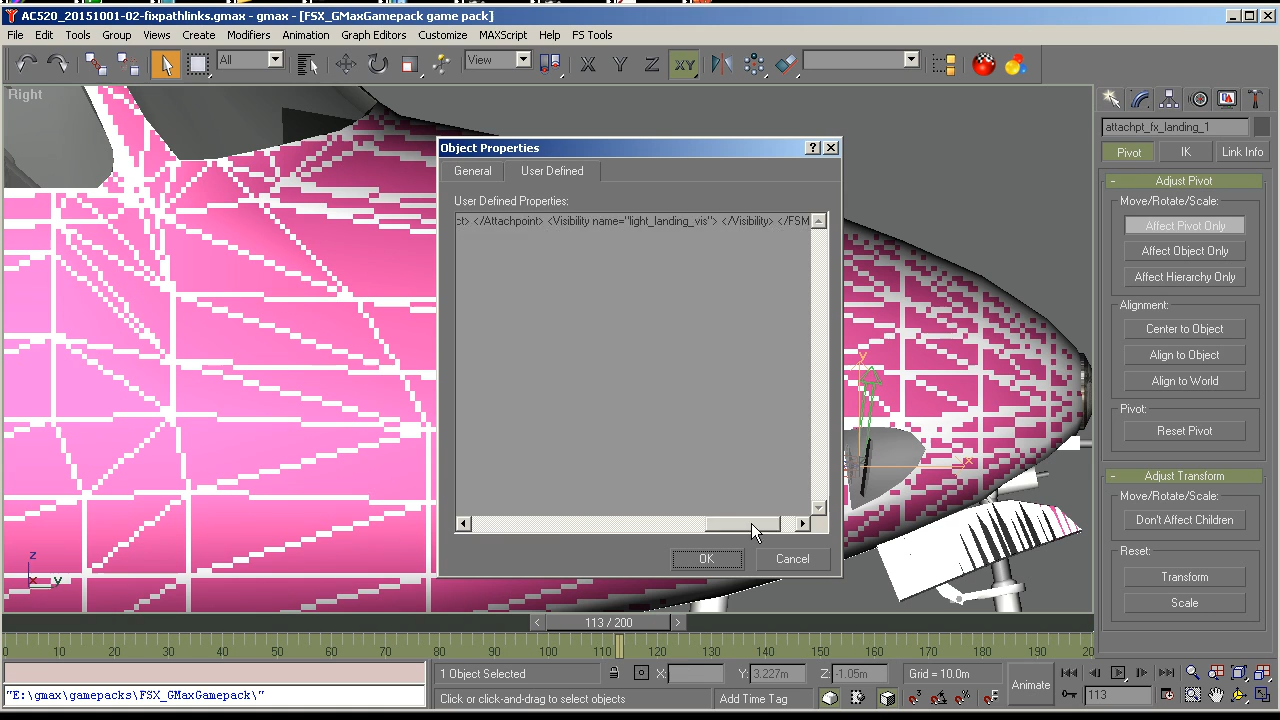 AC520_20151001-02-fixpathlinks.gmax - gmax - [FSX_GMaxGamepack game pack]
File Edit Tools Group Views Create Modifiers Animation Graph Editors Customize MAXScript Help FS Tools
All View X Y Z XY
Right
attachpt_fx_landing_1
Pivot IK Link Info
- Adjust Pivot
Move/Rotate/Scale:
Affect Pivot Only
Affect Object Only
Affect Hierarchy Only
Alignment:
Center to Object
Align to Object
Align to World
Pivot:
Reset Pivot
- Adjust Transform
Move/Rotate/Scale:
Don't Affect Children
Reset:
Transform
Scale
Object Properties
General User Defined
User Defined Properties:
ct> </Attachpoint> <Visibility name="light_landing_vis"> </Visibility> </FSM
OK Cancel
y
x
z
x y
< 113 / 200 >
0 10 20 30 40 50 60 70 80 90 100 110 120 130 140 150 160 170 180 190 20
1 Object Selected X: Y: 3.227m Z: -1.05m Grid = 10.0m
Animate
"E:\gmax\gamepacks\FSX_GMaxGamepack\"
Click or click-and-drag to select objects Add Time Tag
113